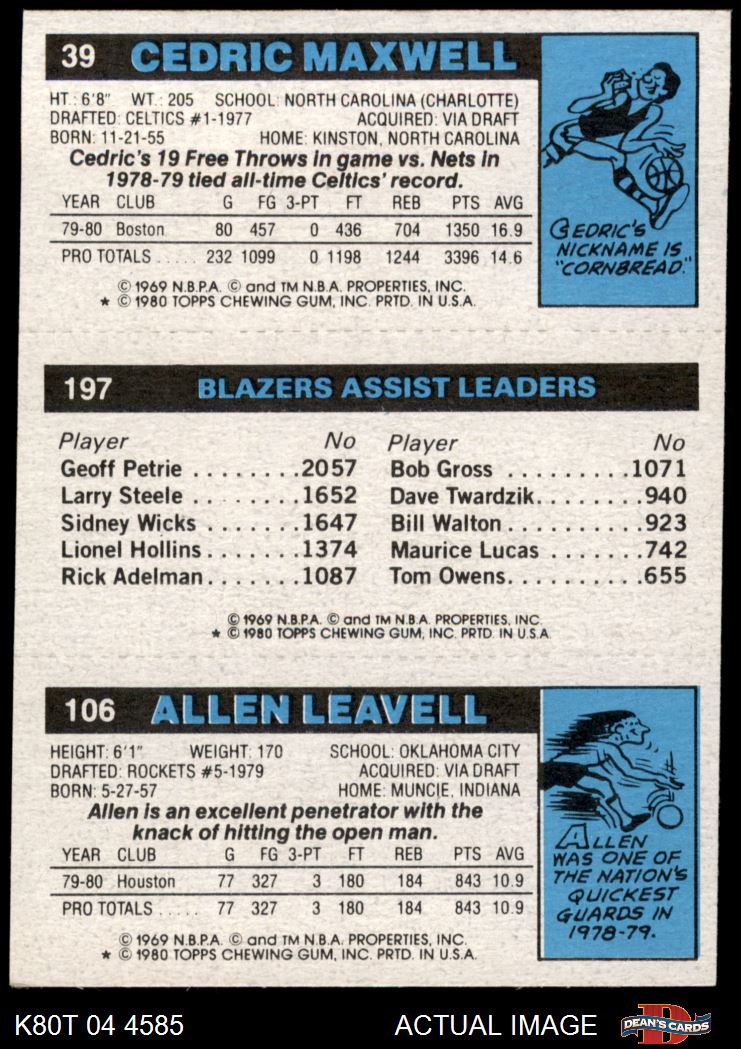 39 CEDRIC MAXWELL
HT.: 6'8" WT.: 205 SCHOOL: NORTH CAROLINA (CHARLOTTE)
DRAFTED: CELTICS #1-1977 ACQUIRED: VIA DRAFT
BORN: 11-21-55 HOME: KINSTON, NORTH CAROLINA
Cedric's 19 Free Throws in game vs. Nets in
1978-79 tied all-time Celtics' record.
YEAR CLUB G FG 3-PT FT REB PTS AVG
79-80 Boston 80 457 0 436 704 1350 16.9
PRO TOTALS ..... 232 1099 0 1198 1244 3396 14.6
© 1969 N.B.P.A. © and TM N.B.A. PROPERTIES, INC.
★ © 1980 TOPPS CHEWING GUM, INC. PRTD. IN U.S.A.
CEDRIC'S
NICKNAME IS
"CORNBREAD."
197 BLAZERS ASSIST LEADERS
Player No Player No
Geoff Petrie ........2057 Bob Gross .........1071
Larry Steele ........1652 Dave Twardzik.......940
Sidney Wicks .......1647 Bill Walton ..........923
Lionel Hollins .......1374 Maurice Lucas ......742
Rick Adelman.......1087 Tom Owens..........655
© 1969 N.B.P.A. © and TM N.B.A. PROPERTIES, INC.
★ © 1980 TOPPS CHEWING GUM, INC. PRTD. IN U.S.A.
106 ALLEN LEAVELL
HEIGHT: 6'1" WEIGHT: 170 SCHOOL: OKLAHOMA CITY
DRAFTED: ROCKETS #5-1979 ACQUIRED: VIA DRAFT
BORN: 5-27-57 HOME: MUNCIE, INDIANA
Allen is an excellent penetrator with the
knack of hitting the open man.
YEAR CLUB G FG 3-PT FT REB PTS AVG
79-80 Houston 77 327 3 180 184 843 10.9
PRO TOTALS ..... 77 327 3 180 184 843 10.9
© 1969 N.B.P.A. © and TM N.B.A. PROPERTIES, INC.
★ © 1980 TOPPS CHEWING GUM, INC. PRTD. IN U.S.A.
ALLEN
WAS ONE OF
THE NATION'S
QUICKEST
GUARDS IN
1978-79.
K80T 04 4585 ACTUAL IMAGE D DEAN'S CARDS